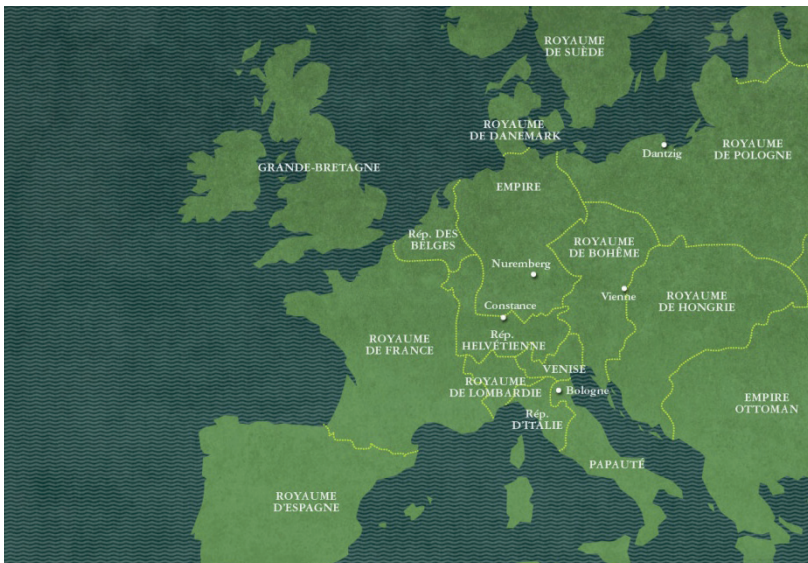 ROYAUME
DE SUÈDE
ROYAUME
DE DANEMARK
Dantzig
ROYAUME
DE POLOGNE
GRANDE-BRETAGNE
EMPIRE
Rép. DES
BELGES
ROYAUME
DE BOHÊME
Nuremberg
Constance
Vienne
ROYAUME
DE HONGRIE
ROYAUME
DE FRANCE
Rép.
HELVÉTIENNE
VENISE
ROYAUME
DE LOMBARDIE
Bologne
Rép.
D'ITALIE
EMPIRE
OTTOMAN
PAPAUTÉ
ROYAUME
D'ESPAGNE